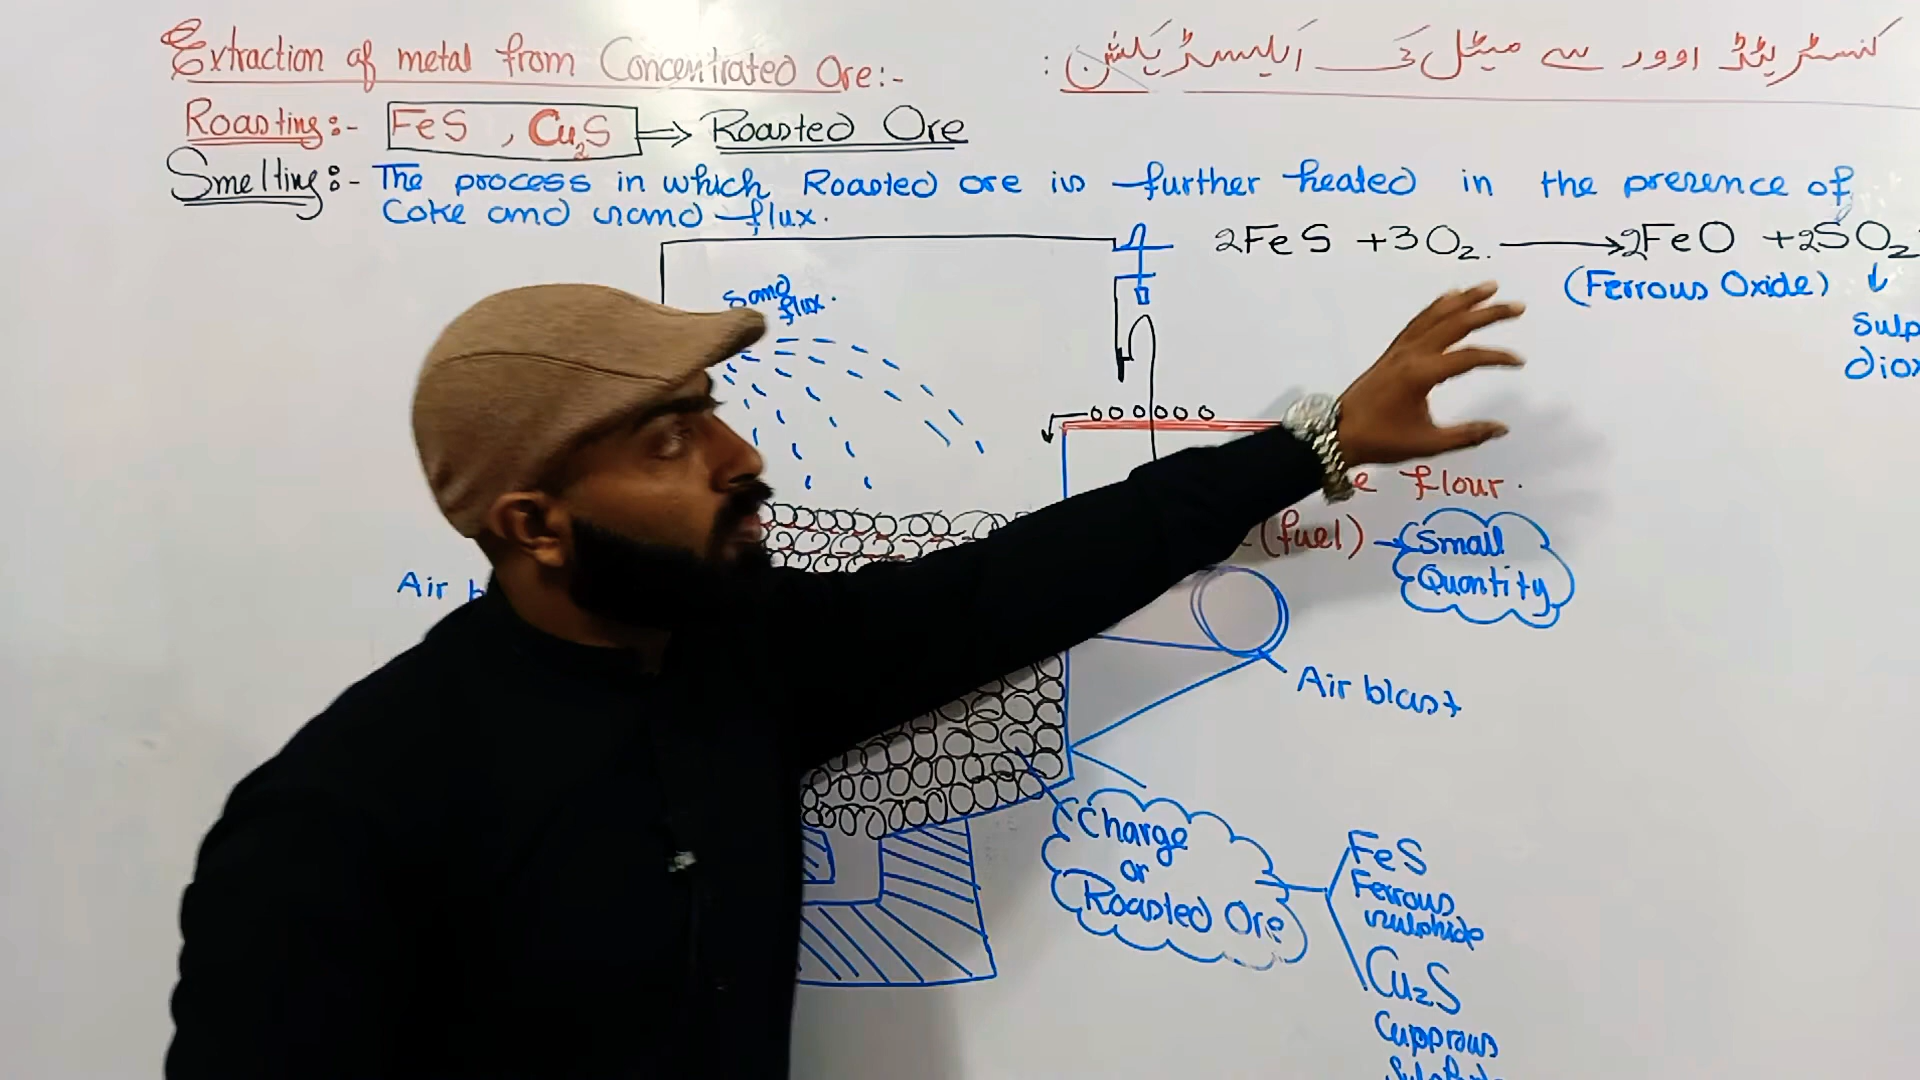 Extraction of metal from Concentrated Ore:-
کنسٹریٹڈ اوور سے میٹل کی ایکسٹریکشن :
Roasting:- FeS , Cu₂S ⟹ Roasted Ore
Smelting:- The process in which Roasted ore is further heated in the presence of
Coke and sand flux.
2FeS + 3O₂ ⟶ 2FeO + 2SO₂
(Ferrous Oxide) ↓
Sand
flux.
flour.
(fuel) → Small
Quantity
Air
Air blast
Charge
or
Roasted Ore
FeS
Ferrous
sulphide
Cu₂S
Cupprous